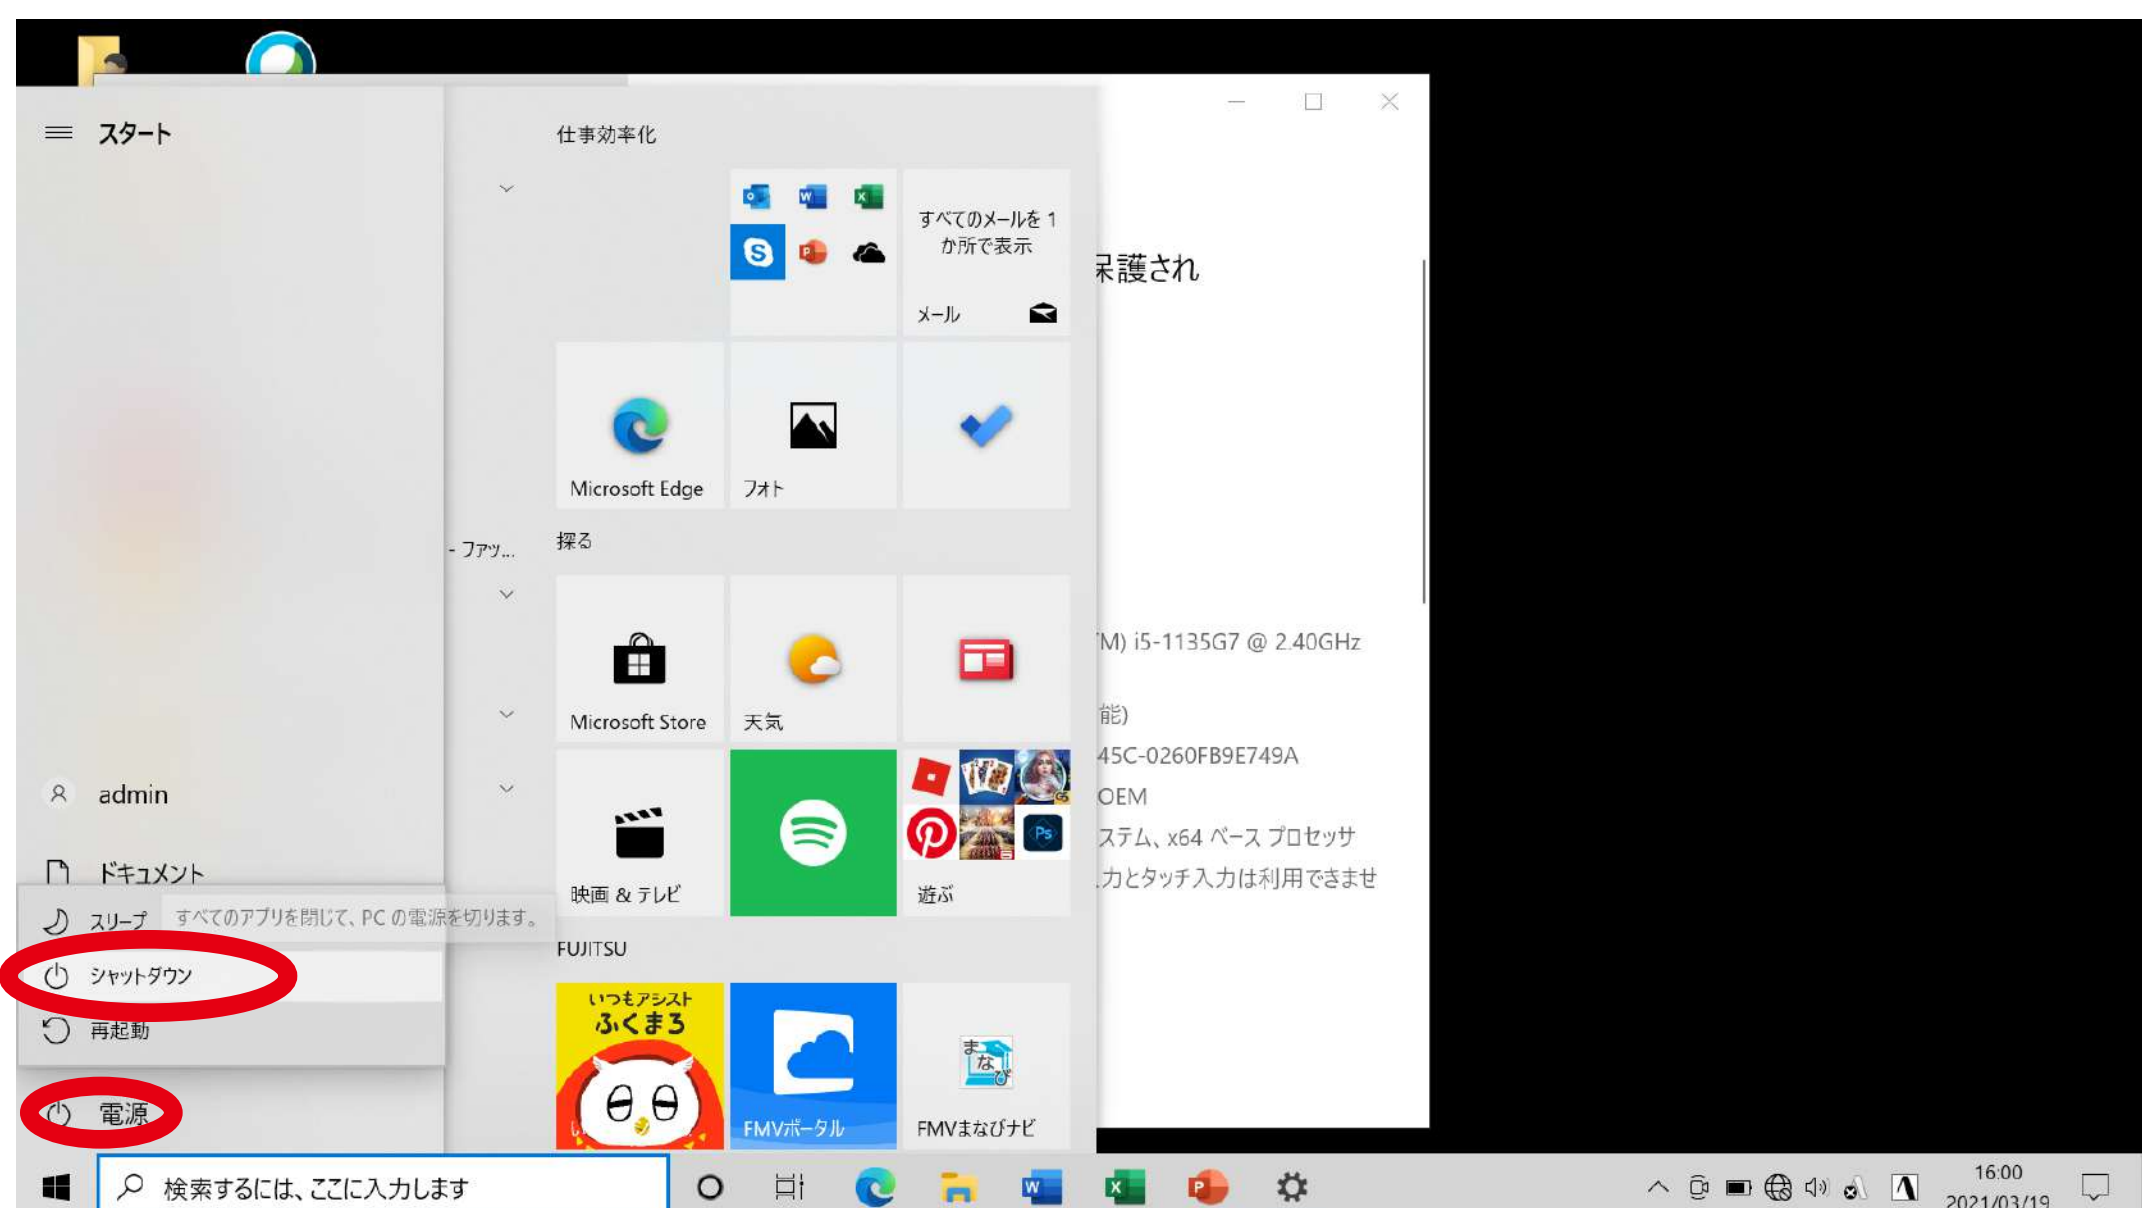 スタート
仕事効率化
すべてのメールを 1
か所で表示
メール
Microsoft Edge
フォト
- ファッ...
探る
Microsoft Store
天気
映画 & テレビ
遊ぶ
FUJITSU
いつもアシスト
ふくまろ
FMVポータル
FMVまなびナビ
まなび
Ps
護され
M) i5-1135G7 @ 2.40GHz
能)
45C-0260FB9E749A
OEM
ステム、x64 ベース プロセッサ
力とタッチ入力は利用できませ
admin
ドキュメント
スリープ
すべてのアプリを閉じて、PC の電源を切ります。
シャットダウン
再起動
電源
検索するには、ここに入力します
16:00
2021/03/19